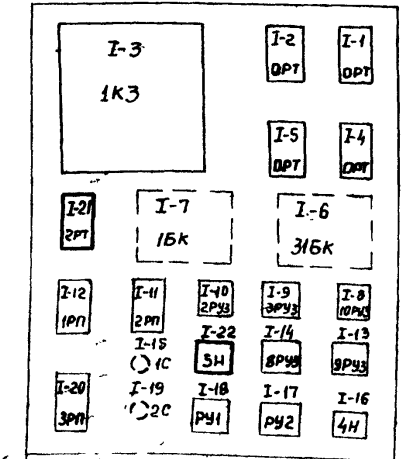 I-3
1КЗ
I-2
ОРТ
I-1
ОРТ
I-5
ОРТ
I-4
ОРТ
I-21
2РТ
I-7
1БК
I-6
31БК
I-12
1РП
I-11
2РП
I-10
2РУЗ
I-9
3РУЗ
I-8
10РУЗ
I-15
1С
I-22
5Н
I-14
8РУЗ
I-13
9РУЗ
I-20
3РП
I-19
2С
I-18
РУ1
I-17
РУ2
I-16
4Н